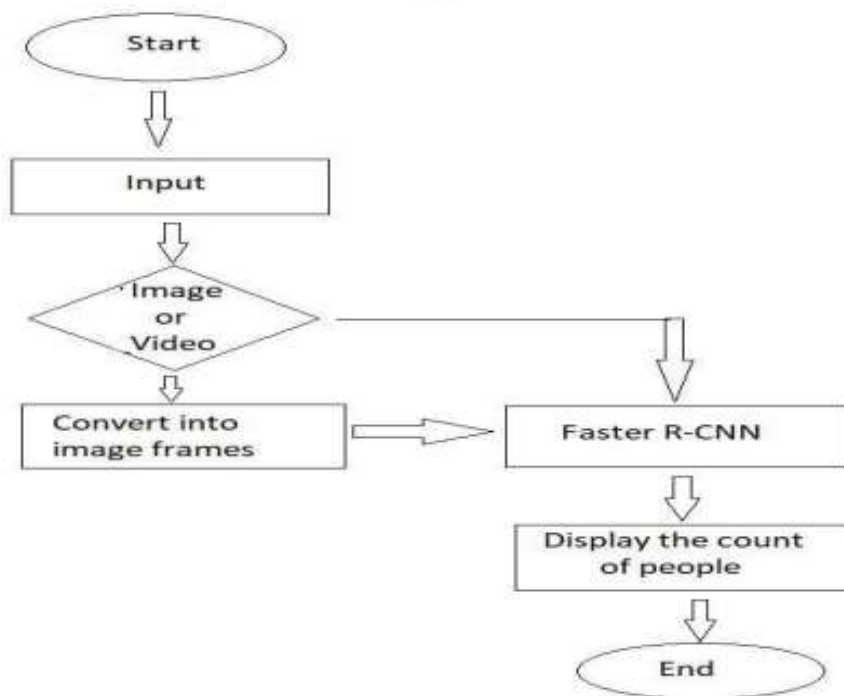 Start
Input
Image
or
Video
Convert into
image frames
Faster R-CNN
Display the count
of people
End